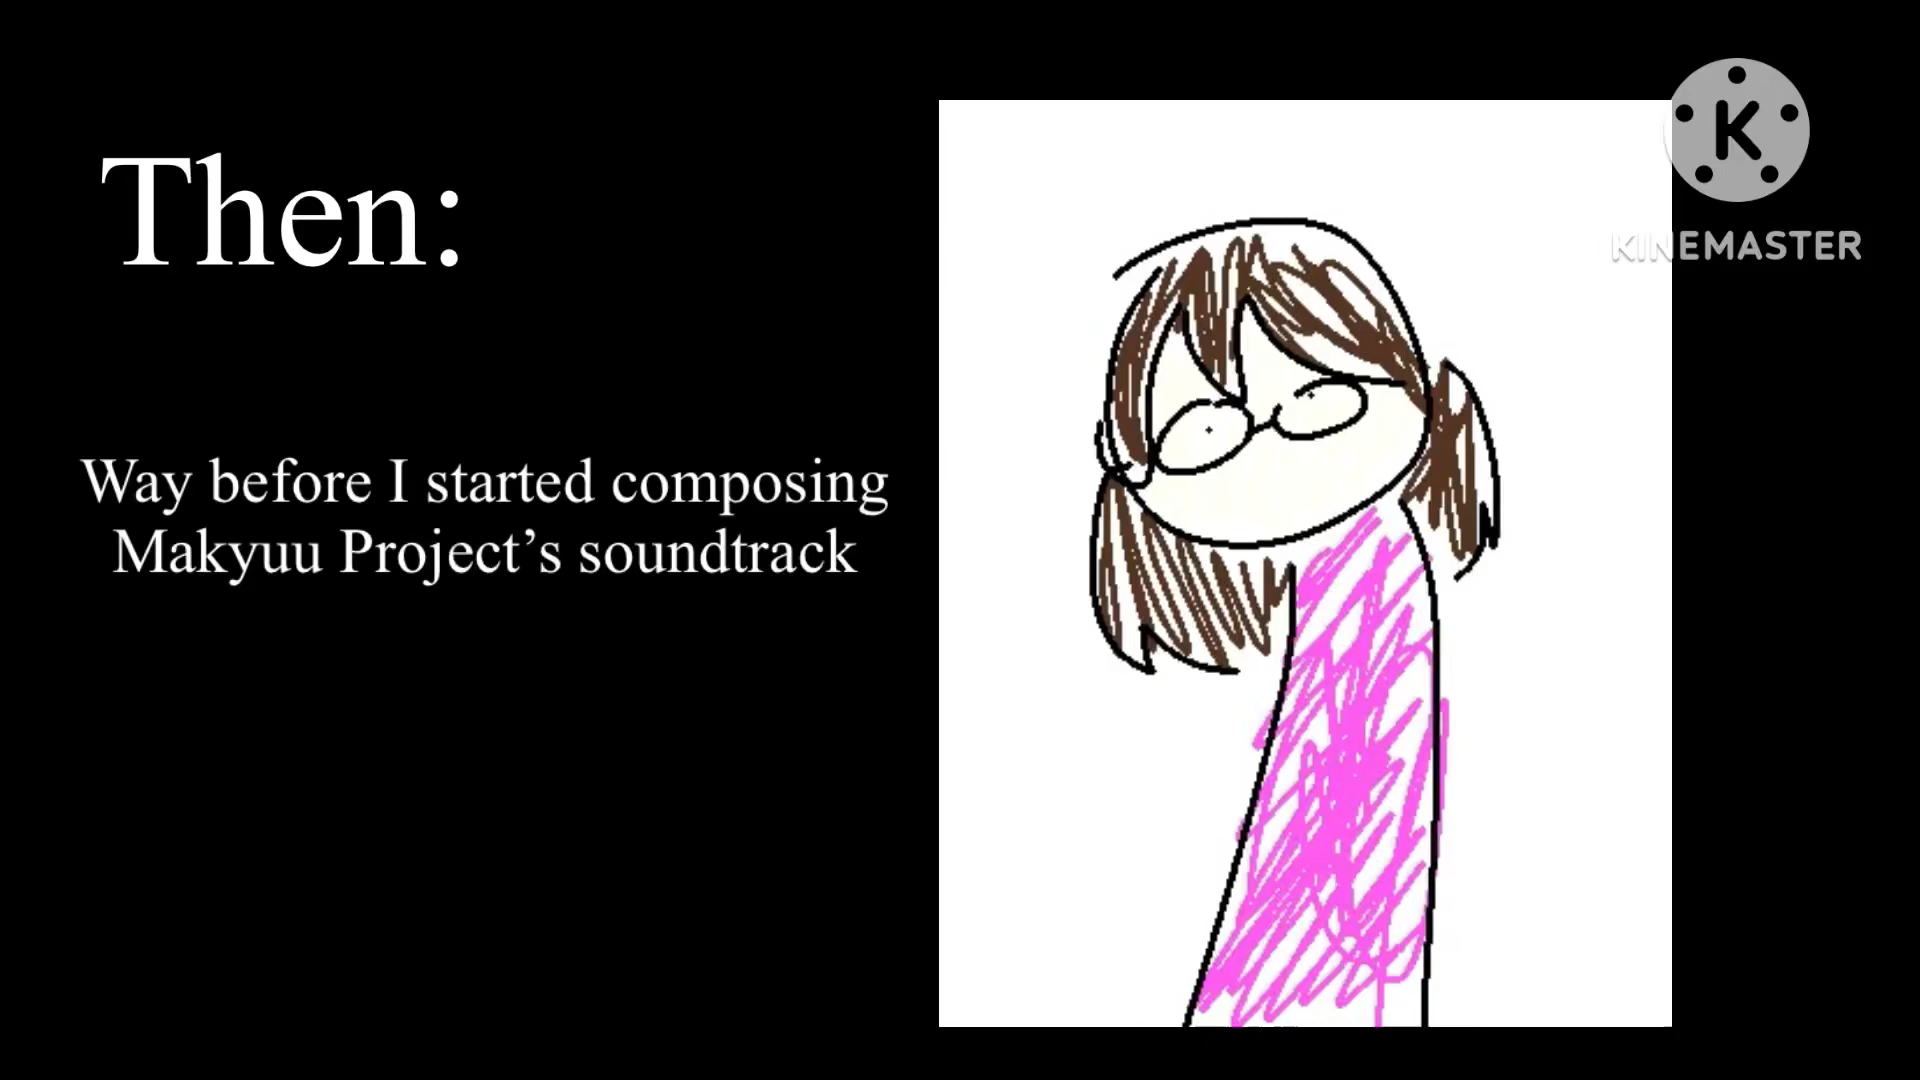 Then:
Way before I started composing
Makyuu Project’s soundtrack
K
KINEMASTER